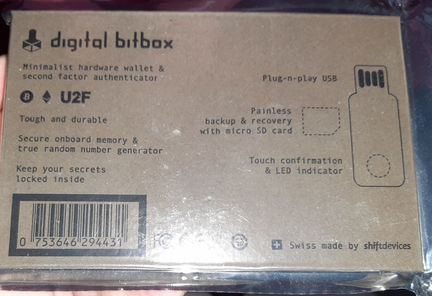 digital bitbox
Minimalist hardware wallet &
second factor authenticator
U2F
Tough and durable
Secure onboard memory &
true random number generator
Keep your secrets
locked inside
Plug-n-play USB
Painless
backup & recovery
with micro SD card
Touch confirmation
& LED indicator
0 753646 294431
Swiss made by shiftdevices